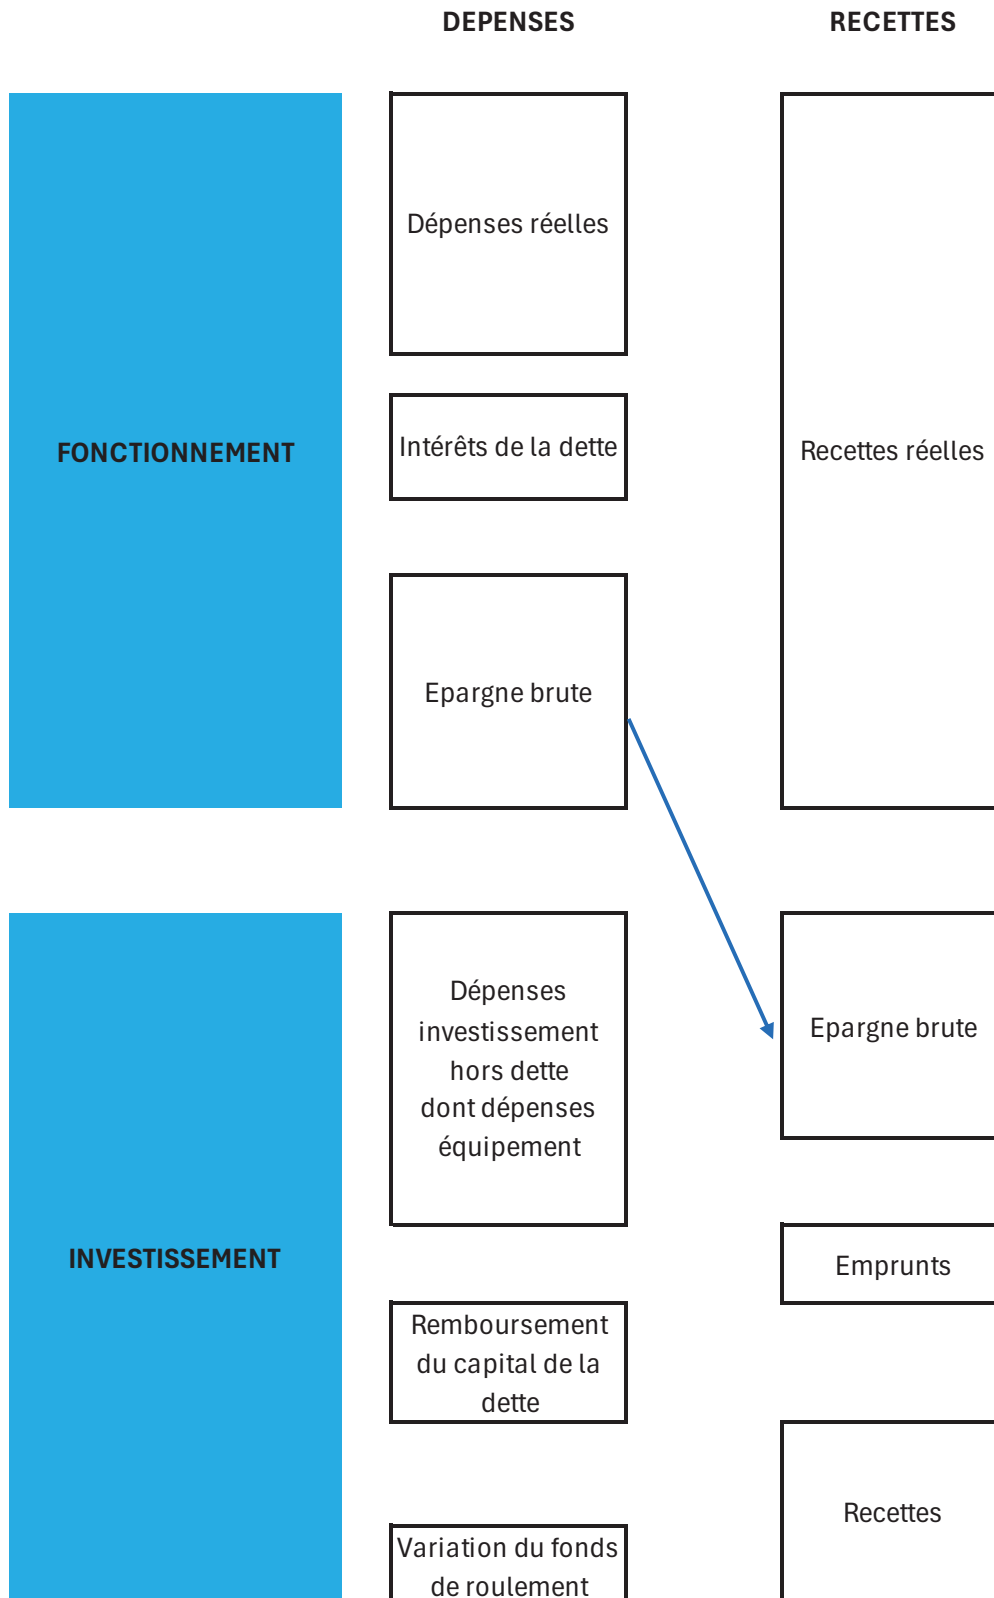 DEPENSES
RECETTES
FONCTIONNEMENT
Dépenses réelles
Intérêts de la dette
Epargne brute
Recettes réelles
INVESTISSEMENT
Dépenses
investissement
hors dette
dont dépenses
équipement
Remboursement
du capital de la
dette
Variation du fonds
de roulement
Epargne brute
Emprunts
Recettes